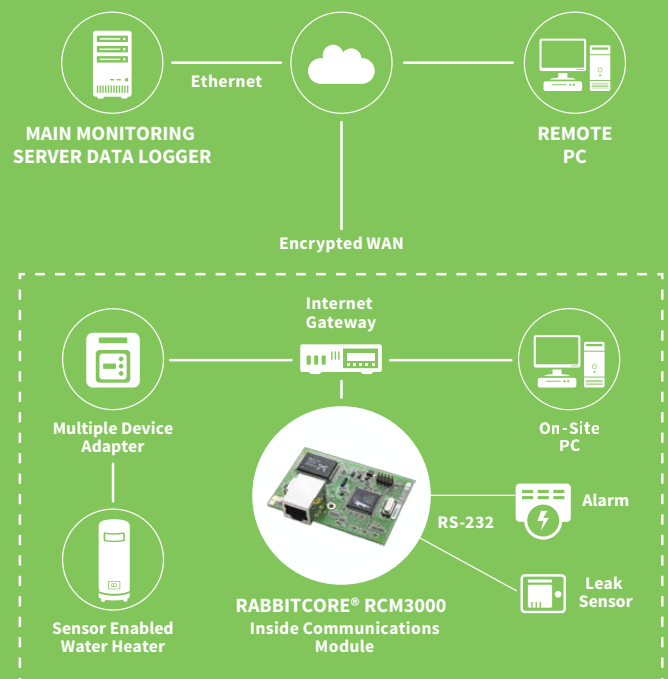 Ethernet
MAIN MONITORING
SERVER DATA LOGGER
REMOTE
PC
Encrypted WAN
Internet
Gateway
Multiple Device
Adapter
On-Site
PC
RS-232
Alarm
Leak
Sensor
Sensor Enabled
Water Heater
RABBITCORE® RCM3000
Inside Communications
Module